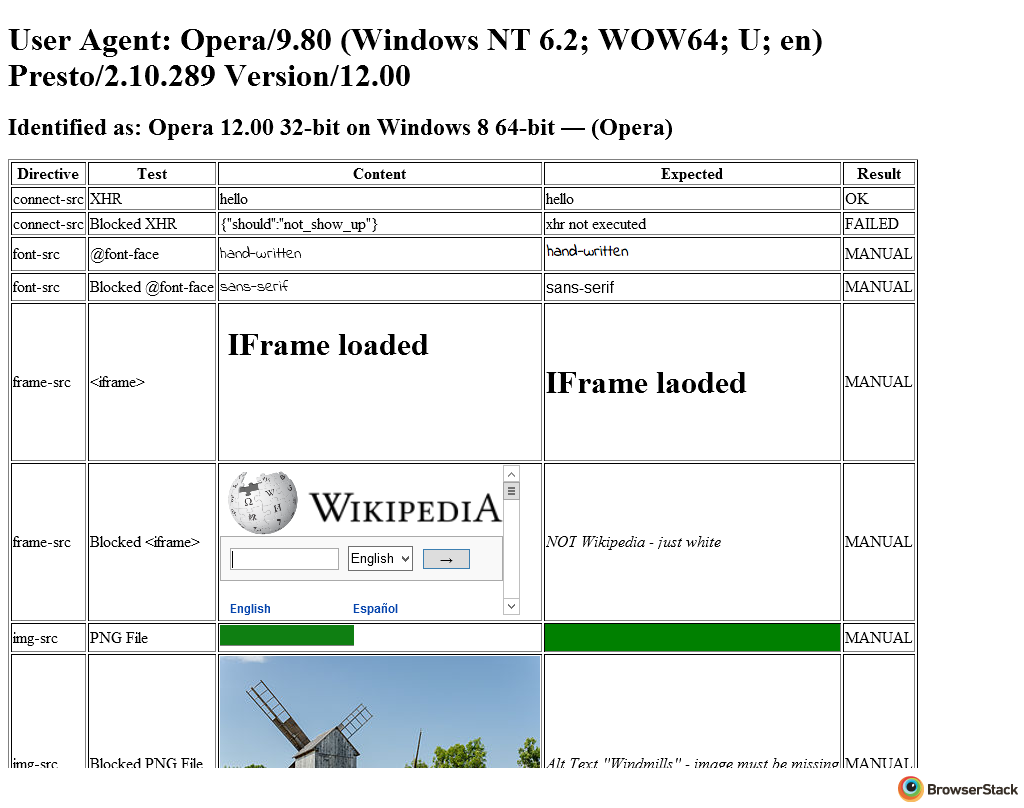 User Agent: Opera/9.80 (Windows NT 6.2; WOW64; U; en)
Presto/2.10.289 Version/12.00
Identified as: Opera 12.00 32-bit on Windows 8 64-bit — (Opera)
Directive Test Content Expected Result
connect-src XHR hello hello OK
connect-src Blocked XHR {"should":"not_show_up"} xhr not executed FAILED
font-src @font-face hand-written hand-written MANUAL
font-src Blocked @font-face sans-serif sans-serif MANUAL
IFrame loaded
frame-src <iframe> IFrame laoded MANUAL
WIKIPEDIA
frame-src Blocked <iframe> NOT Wikipedia - just white MANUAL
English →
English Español
img-src PNG File MANUAL
img-src Blocked PNG File Alt Text "Windmills" - image must be missing MANUAL
BrowserStack